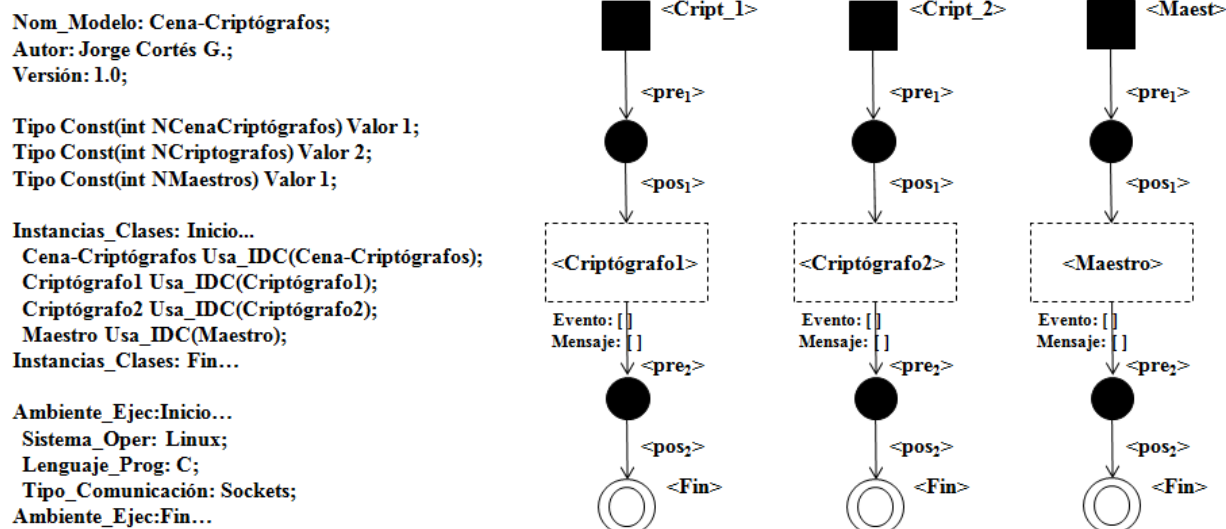 Nom_Modelo: Cena-Criptógrafos;
Autor: Jorge Cortés G.;
Versión: 1.0;
Tipo Const(int NCenaCriptógrafos) Valor 1;
Tipo Const(int NCriptografos) Valor 2;
Tipo Const(int NMaestros) Valor 1;
Instancias_Clases: Inicio...
Cena-Criptógrafos Usa_IDC(Cena-Criptógrafos);
Criptógrafo1 Usa_IDC(Criptógrafo1);
Criptógrafo2 Usa_IDC(Criptógrafo2);
Maestro Usa_IDC(Maestro);
Instancias_Clases: Fin…
Ambiente_Ejec:Inicio…
Sistema_Oper: Linux;
Lenguaje_Prog: C;
Tipo_Comunicación: Sockets;
Ambiente_Ejec:Fin…
<Cript_1>
<pre₁>
<pos₁>
<Criptógrafo1>
Evento: [ ]
Mensaje: [ ]
<pre₂>
<pos₂>
<Fin>
<Cript_2>
<pre₁>
<pos₁>
<Criptógrafo2>
Evento: [ ]
Mensaje: [ ]
<pre₂>
<pos₂>
<Fin>
<Maest>
<pre₁>
<pos₁>
<Maestro>
Evento: [ ]
Mensaje: [ ]
<pre₂>
<pos₂>
<Fin>